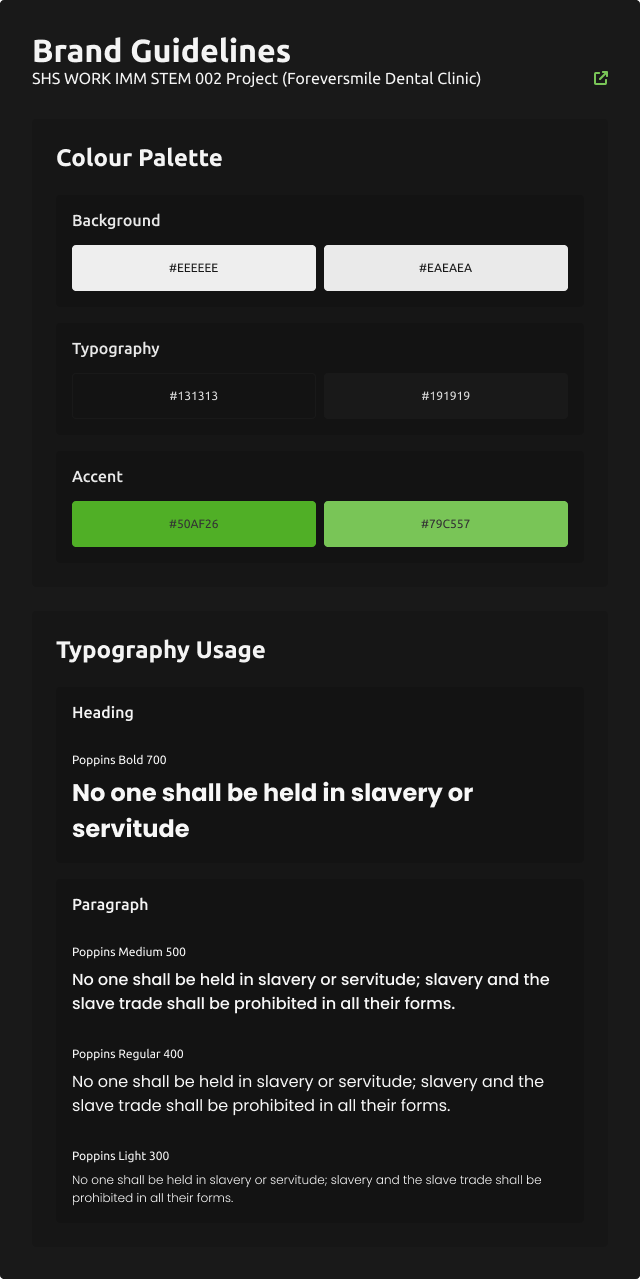 Brand Guidelines
SHS WORK IMM STEM 002 Project (Foreversmile Dental Clinic)
Colour Palette
Background
#EEEEEE
#EAEAEA
Typography
#131313
#191919
Accent
#50AF26
#79C557
Typography Usage
Heading
Poppins Bold 700
No one shall be held in slavery or
servitude
Paragraph
Poppins Medium 500
No one shall be held in slavery or servitude; slavery and the
slave trade shall be prohibited in all their forms.
Poppins Regular 400
No one shall be held in slavery or servitude; slavery and the
slave trade shall be prohibited in all their forms.
Poppins Light 300
No one shall be held in slavery or servitude; slavery and the slave trade shall be
prohibited in all their forms.